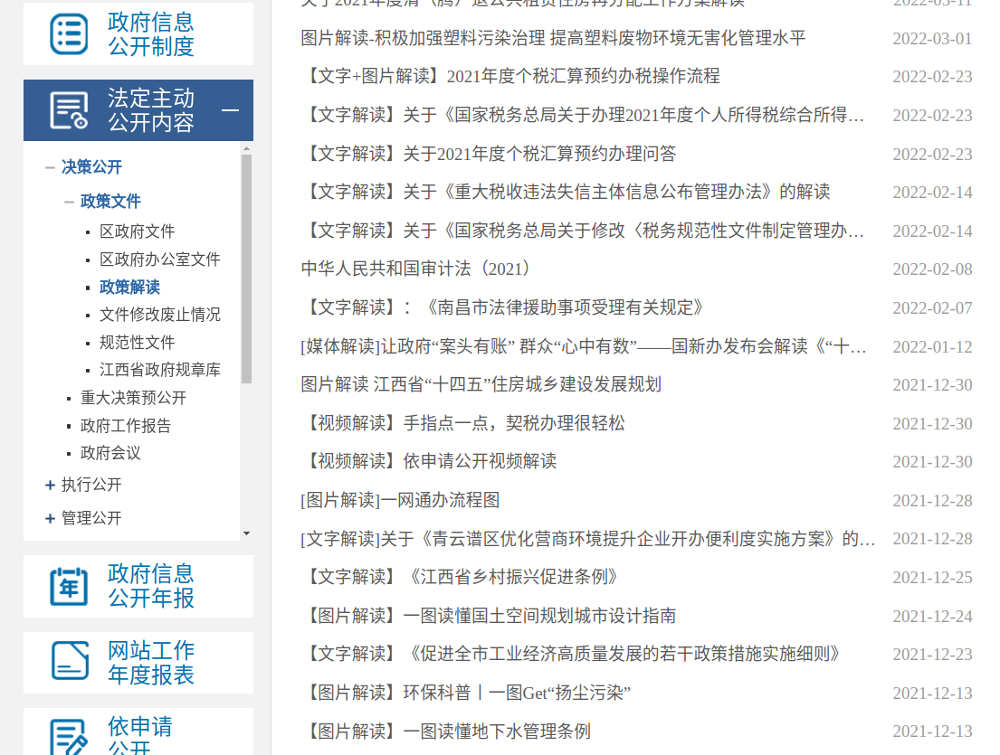 政府信息
公开制度
法定主动
公开内容
决策公开
政策文件
区政府文件
区政府办公室文件
政策解读
文件修改废止情况
规范性文件
江西省政府规章库
重大决策预公开
政府工作报告
政府会议
执行公开
管理公开
政府信息
公开年报
网站工作
年度报表
依申请
公开
关于2021年度清（腾）退公共租赁住房再分配工作方案解读 2022-03-11
图片解读-积极加强塑料污染治理 提高塑料废物环境无害化管理水平 2022-03-01
【文字+图片解读】2021年度个税汇算预约办税操作流程 2022-02-23
【文字解读】关于《国家税务总局关于办理2021年度个人所得税综合所得… 2022-02-23
【文字解读】关于2021年度个税汇算预约办理问答 2022-02-23
【文字解读】关于《重大税收违法失信主体信息公布管理办法》的解读 2022-02-14
【文字解读】关于《国家税务总局关于修改〈税务规范性文件制定管理办… 2022-02-14
中华人民共和国审计法（2021） 2022-02-08
【文字解读】：《南昌市法律援助事项受理有关规定》 2022-02-07
[媒体解读]让政府“案头有账” 群众“心中有数”——国新办发布会解读《“十… 2022-01-12
图片解读 江西省“十四五”住房城乡建设发展规划 2021-12-30
【视频解读】手指点一点，契税办理很轻松 2021-12-30
【视频解读】依申请公开视频解读 2021-12-30
[图片解读]一网通办流程图 2021-12-28
[文字解读]关于《青云谱区优化营商环境提升企业开办便利度实施方案》的… 2021-12-28
【文字解读】《江西省乡村振兴促进条例》 2021-12-25
【图片解读】一图读懂国土空间规划城市设计指南 2021-12-24
【文字解读】《促进全市工业经济高质量发展的若干政策措施实施细则》 2021-12-23
【图片解读】环保科普丨一图Get“扬尘污染” 2021-12-13
【图片解读】一图读懂地下水管理条例 2021-12-13